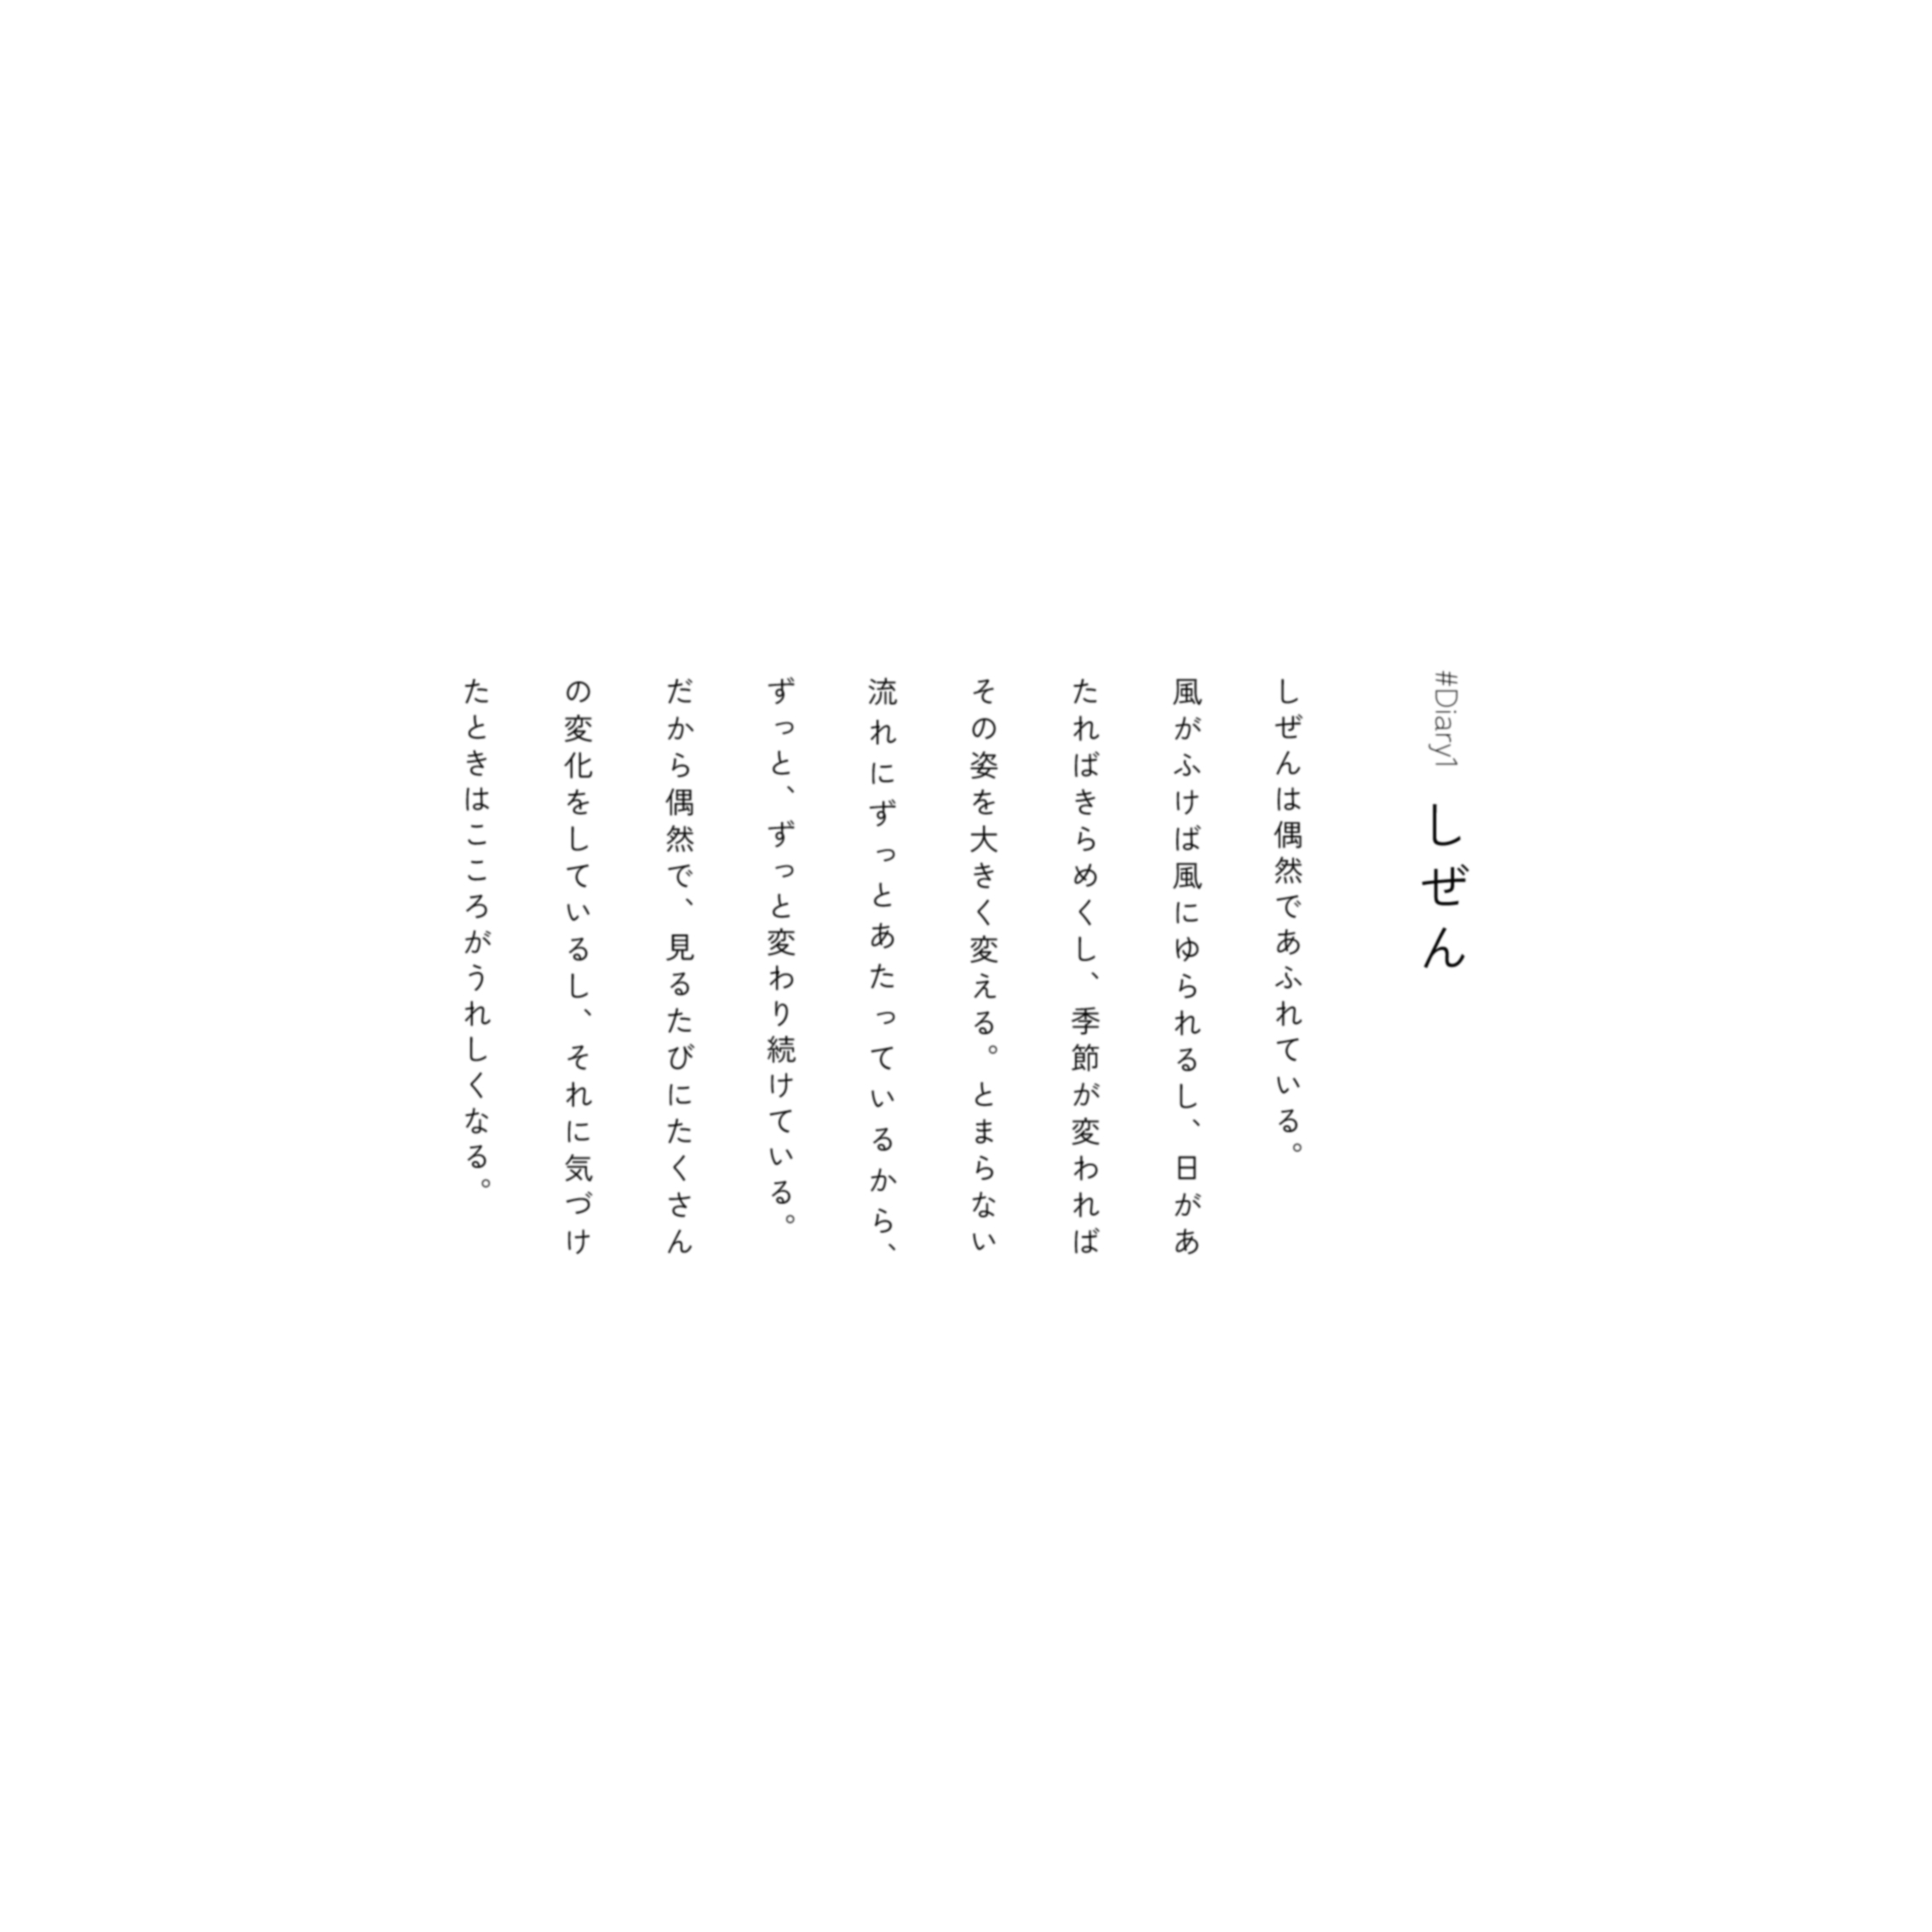 #Diary1 しぜん
しぜんは偶然であふれている。
風がふけば風にゆられるし、日があ
たればきらめくし、季節が変われば
その姿を大きく変える。とまらない
流れにずっとあたっているから、
ずっと、ずっと変わり続けている。
だから偶然で、見るたびにたくさん
の変化をしているし、それに気づけ
たときはこころがうれしくなる。